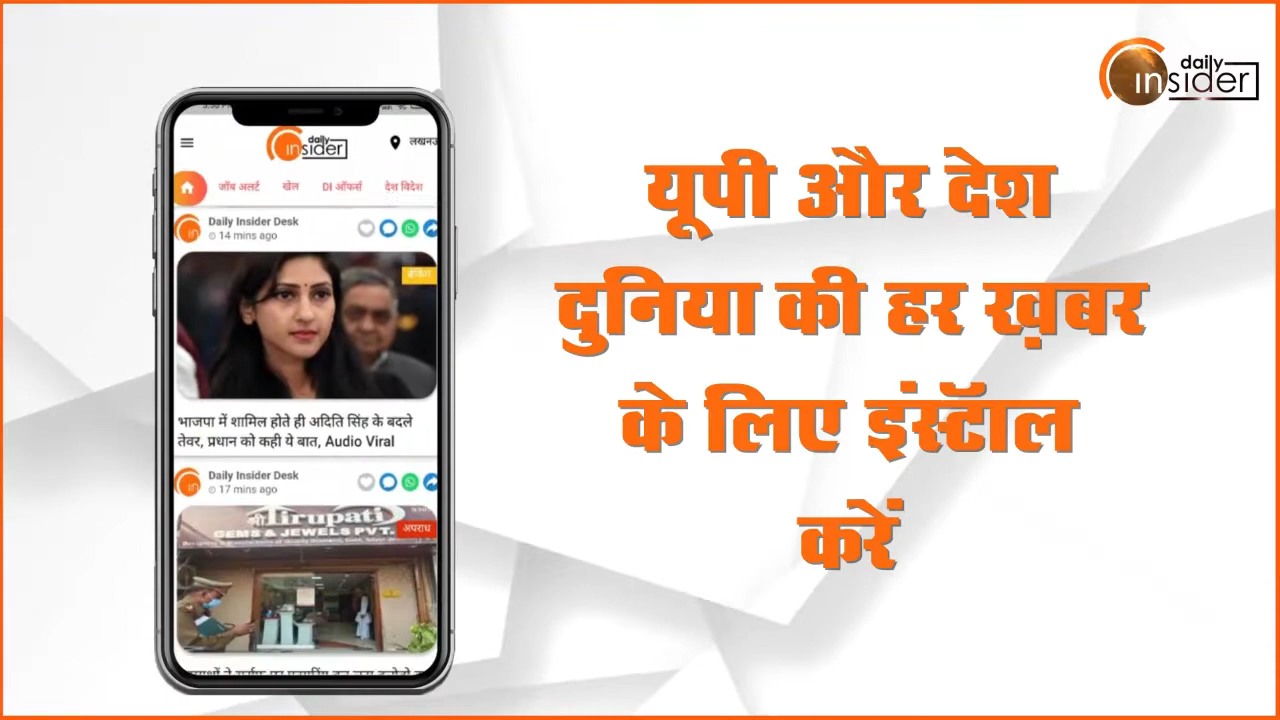 daily
insider
यूपी और देश
दुनिया की हर ख़बर
के लिए इंस्टॉल
करें
daily
insider
लखनऊ
जॉब अलर्ट खेल DI ऑफर्स देश विदेश
Daily Insider Desk
14 mins ago
ब्रेकिंग
भाजपा में शामिल होते ही अदिति सिंह के बदले
तेवर, प्रधान को कही ये बात, Audio Viral
Daily Insider Desk
17 mins ago
श्री Tirupati
GEMS & JEWELS PVT.
अपराध